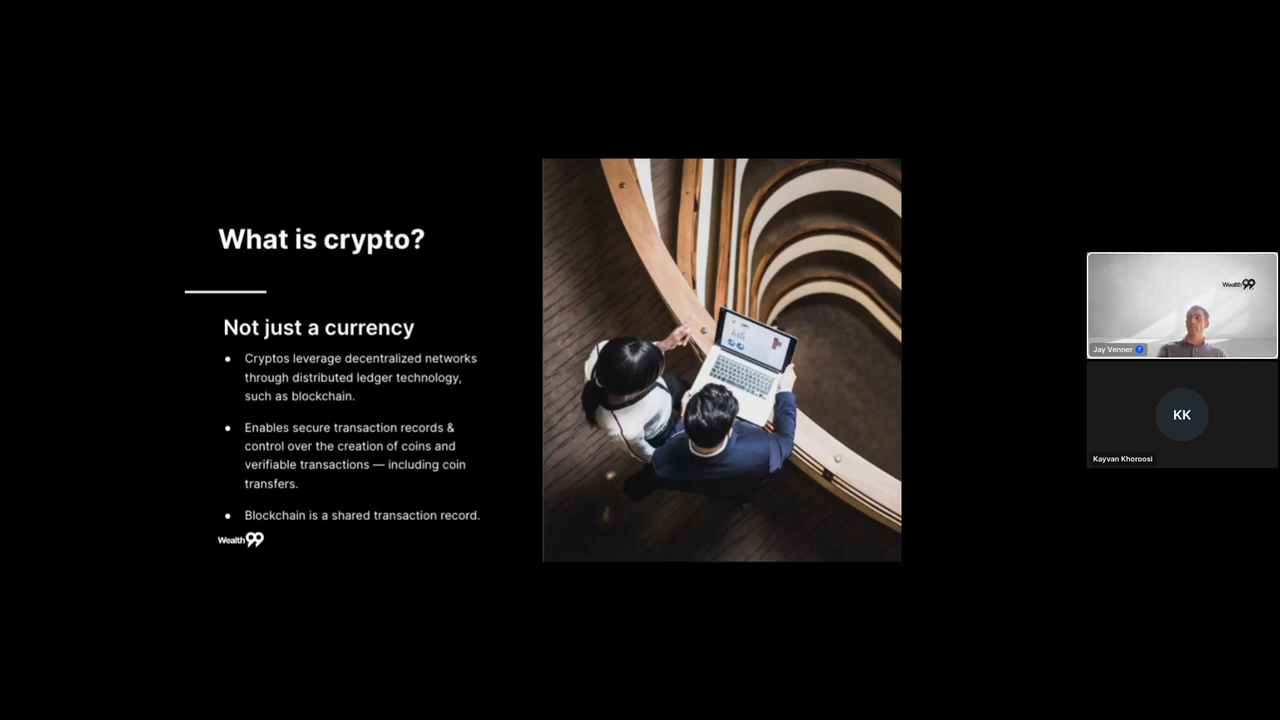 What is crypto?
Not just a currency
● Cryptos leverage decentralized networks
through distributed ledger technology,
such as blockchain.
● Enables secure transaction records &
control over the creation of coins and
verifiable transactions — including coin
transfers.
● Blockchain is a shared transaction record.
Wealth99
Wealth99
Jay Venner
KK
Kayvan Khoroosi